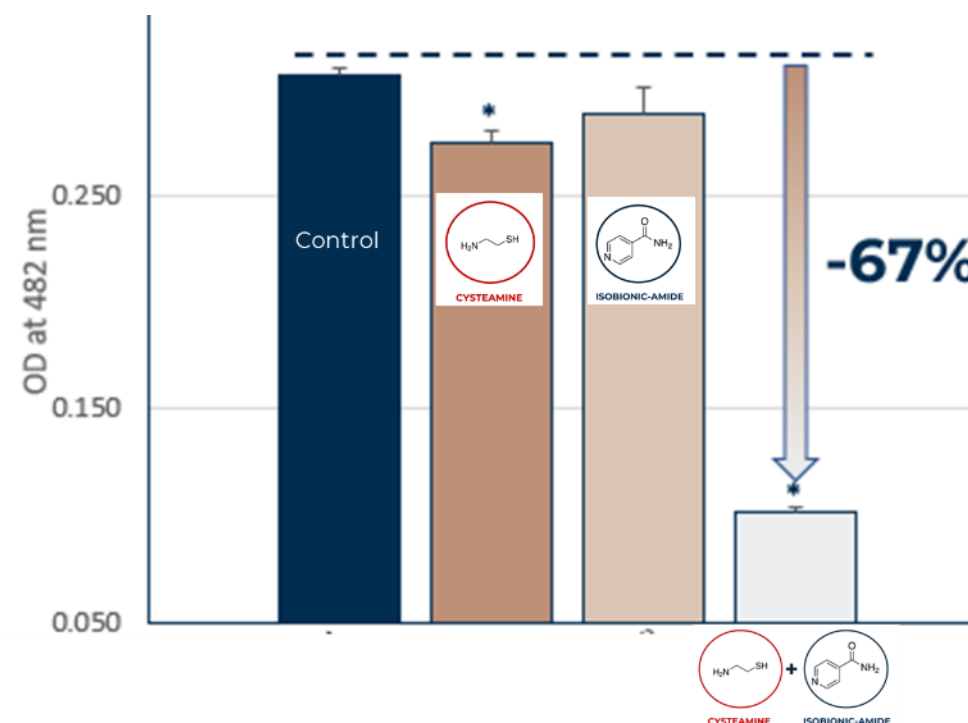 *
0.250
Control
H₂N SH
CYSTEAMINE
O
NH₂
N
ISOBIONIC-AMIDE
-67%
OD at 482 nm
0.150
*
0.050
H₂N SH
+
O
NH₂
N
CYSTEAMINE
ISOBIONIC-AMIDE